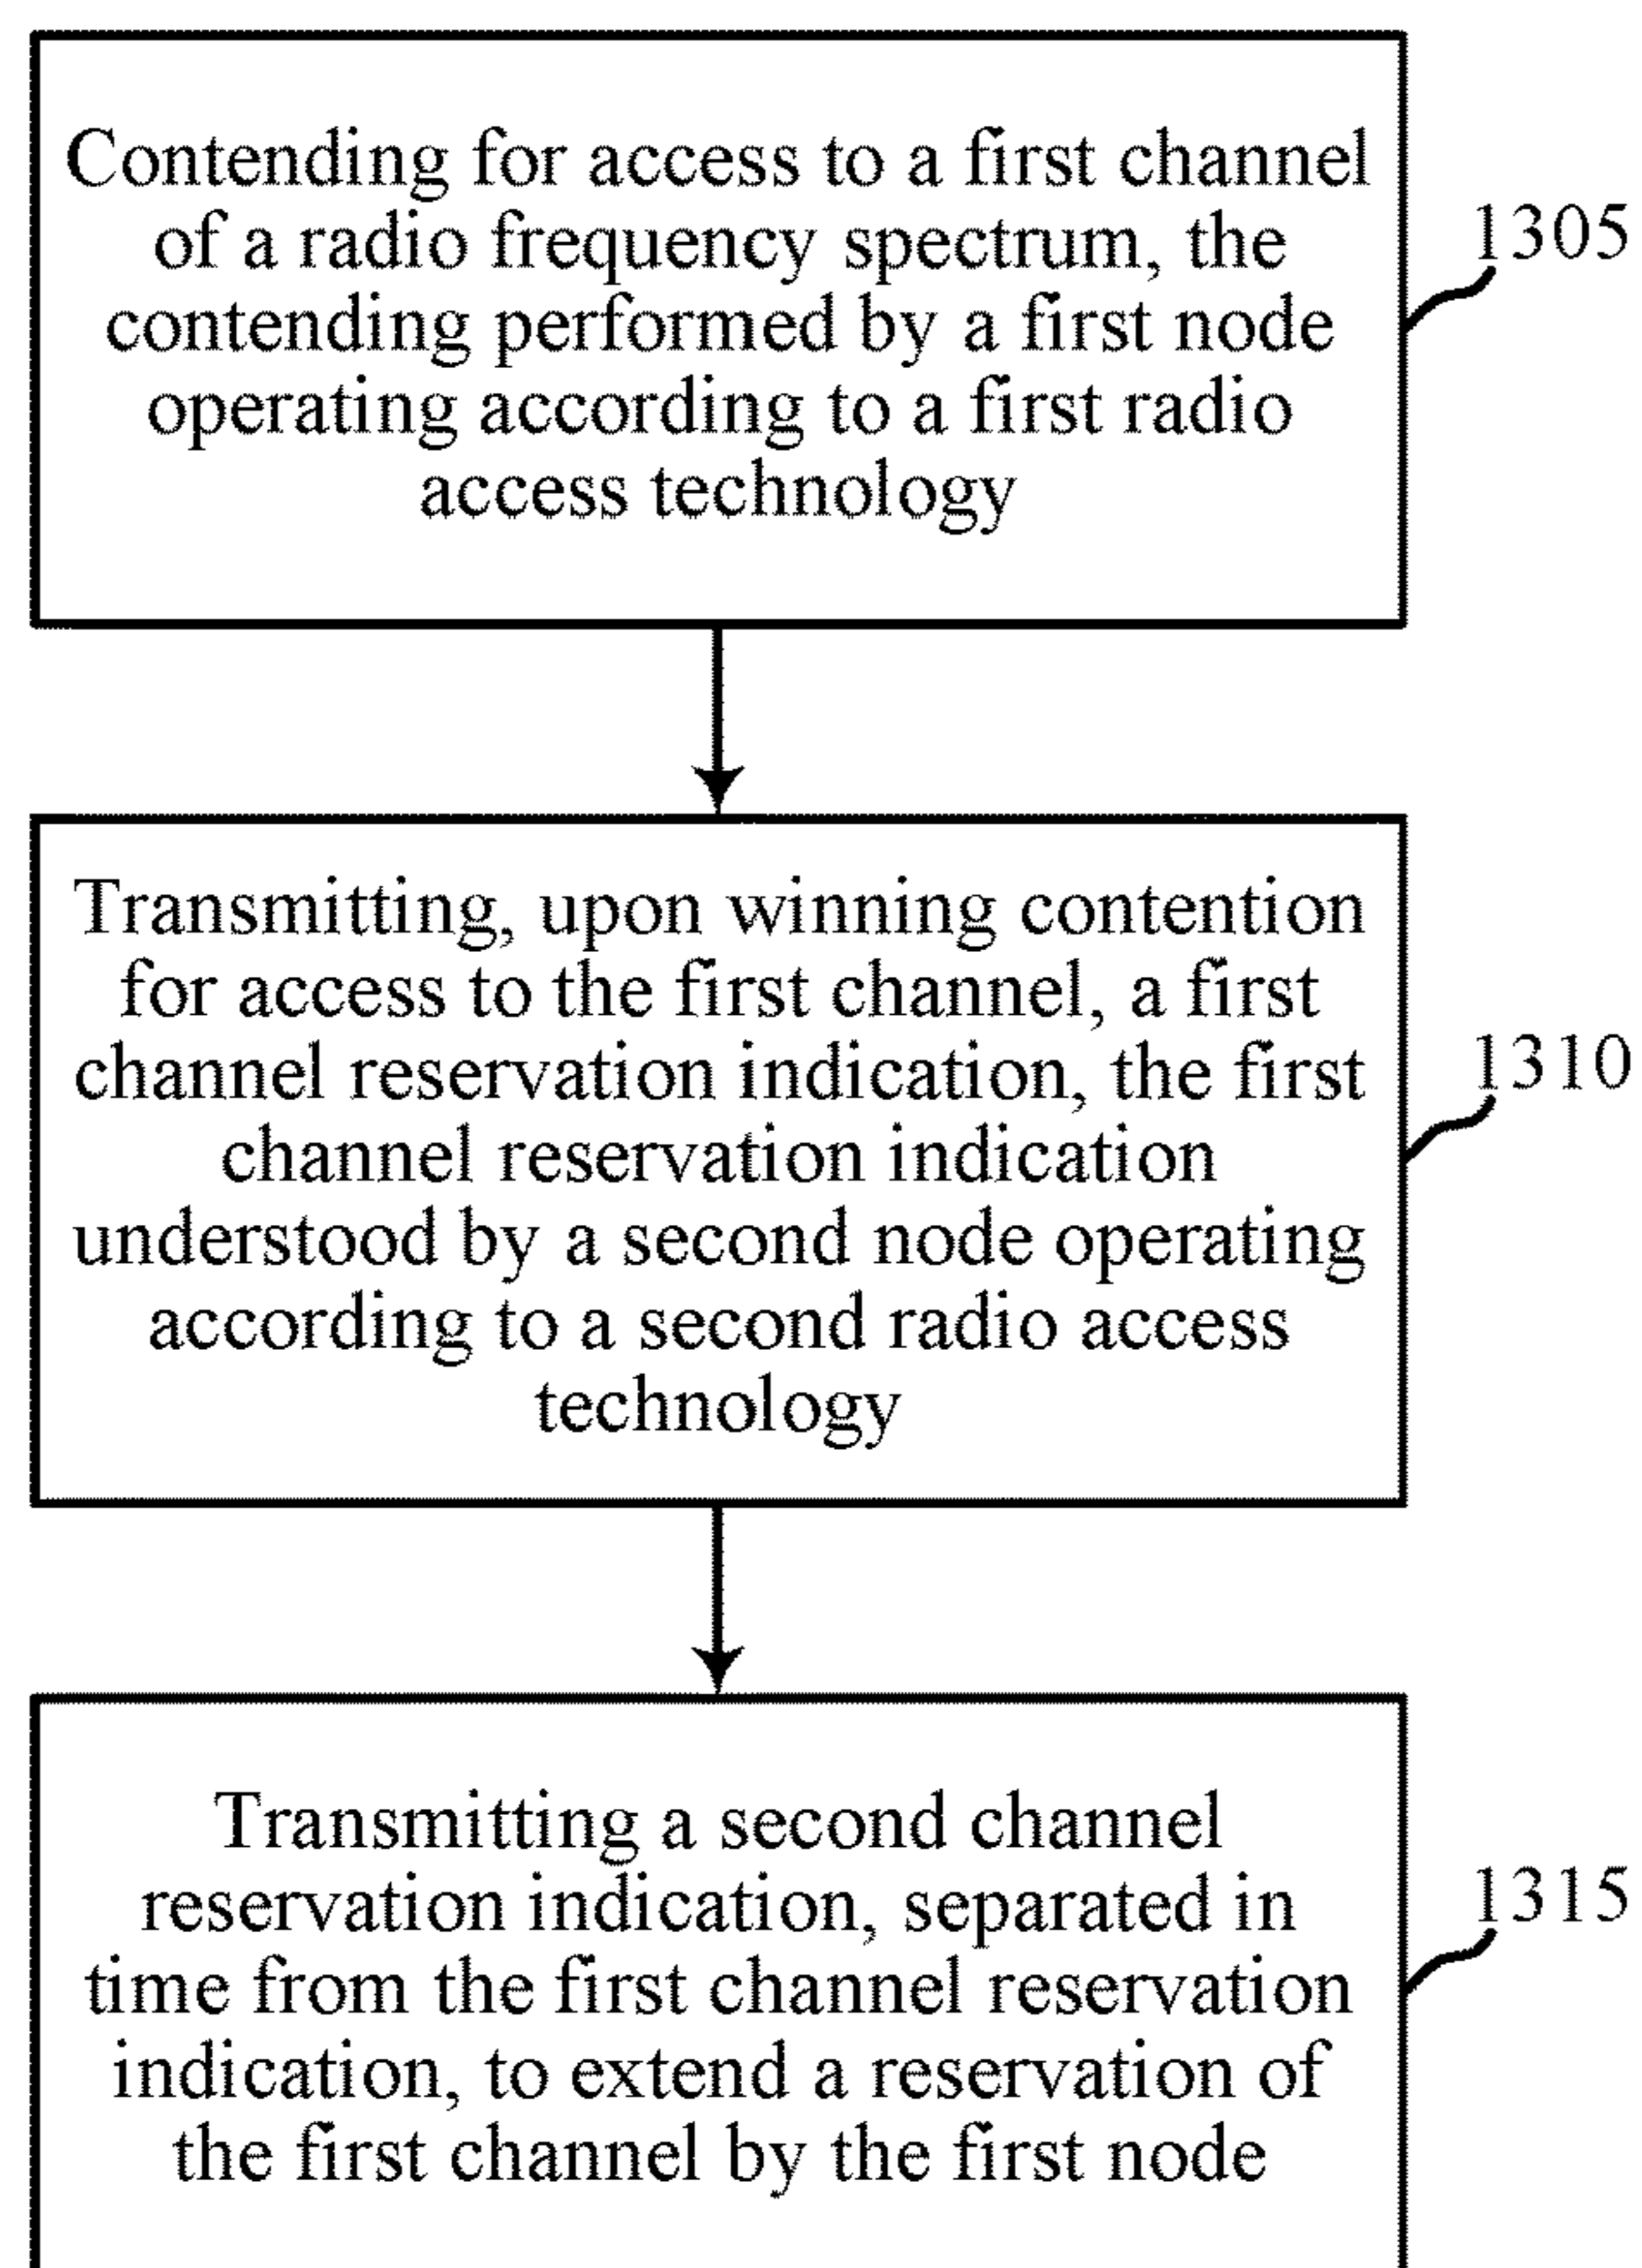 Contending for access to a first channel
of a radio frequency spectrum, the
contending performed by a first node
operating according to a first radio
access technology
1305
Transmitting, upon winning contention
for access to the first channel, a first
channel reservation indication, the first
channel reservation indication
understood by a second node operating
according to a second radio access
technology
1310
Transmitting a second channel
reservation indication, separated in
time from the first channel reservation
indication, to extend a reservation of
the first channel by the first node
1315